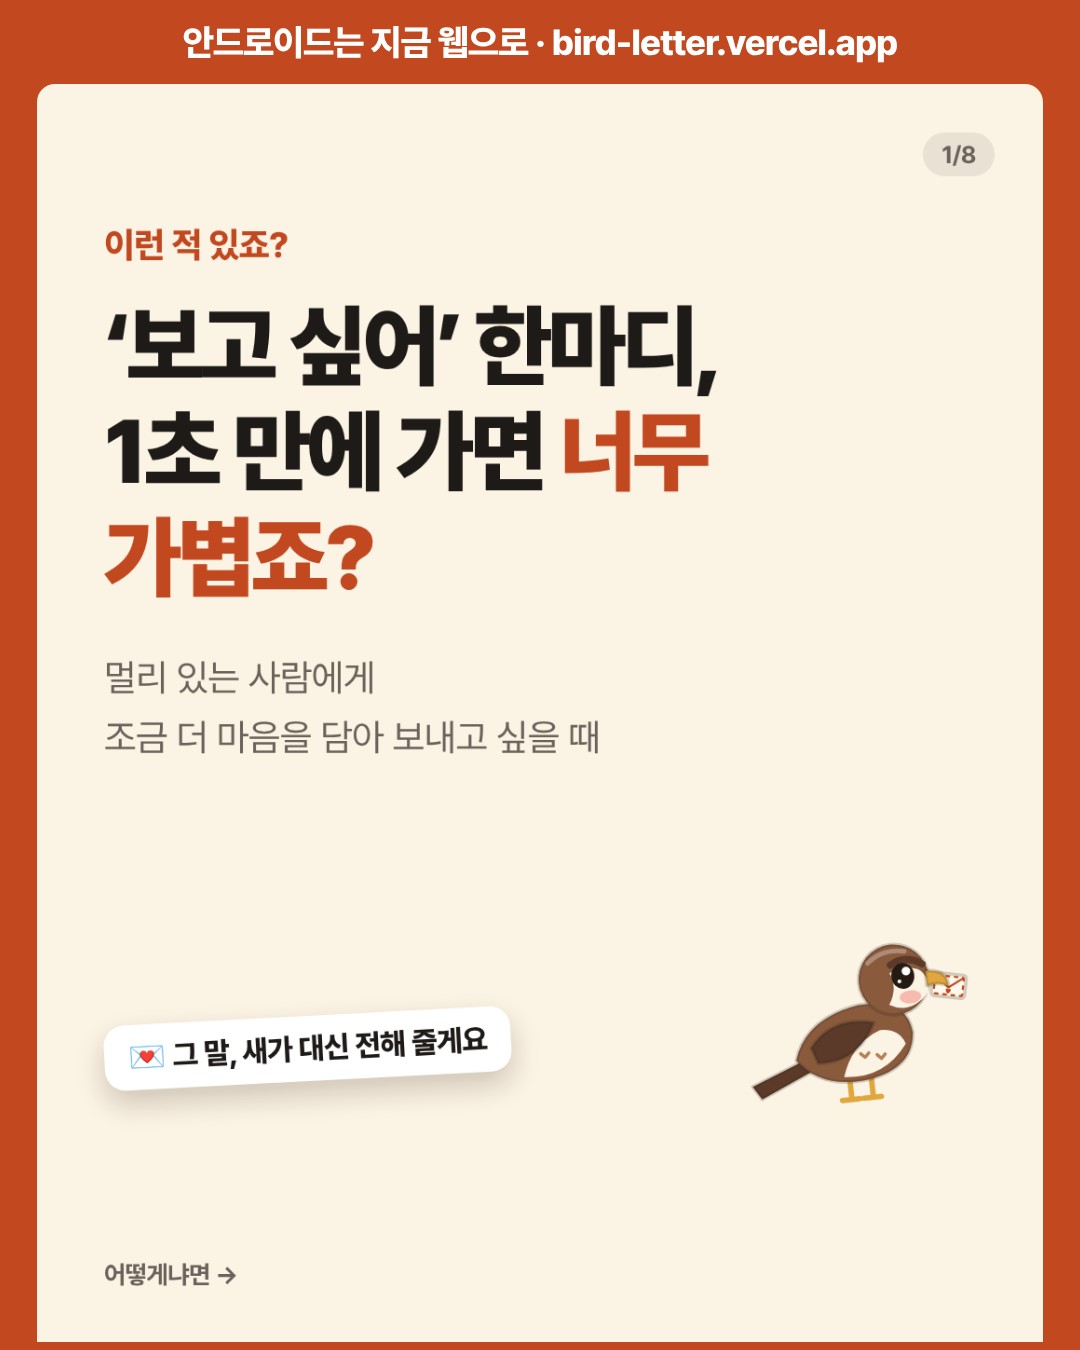 안드로이드는 지금 웹으로 · bird-letter.vercel.app
1/8
이런 적 있죠?
‘보고 싶어’ 한마디,
1초 만에 가면 너무
가볍죠?
멀리 있는 사람에게
조금 더 마음을 담아 보내고 싶을 때
💌 그 말, 새가 대신 전해 줄게요
어떻게냐면 →